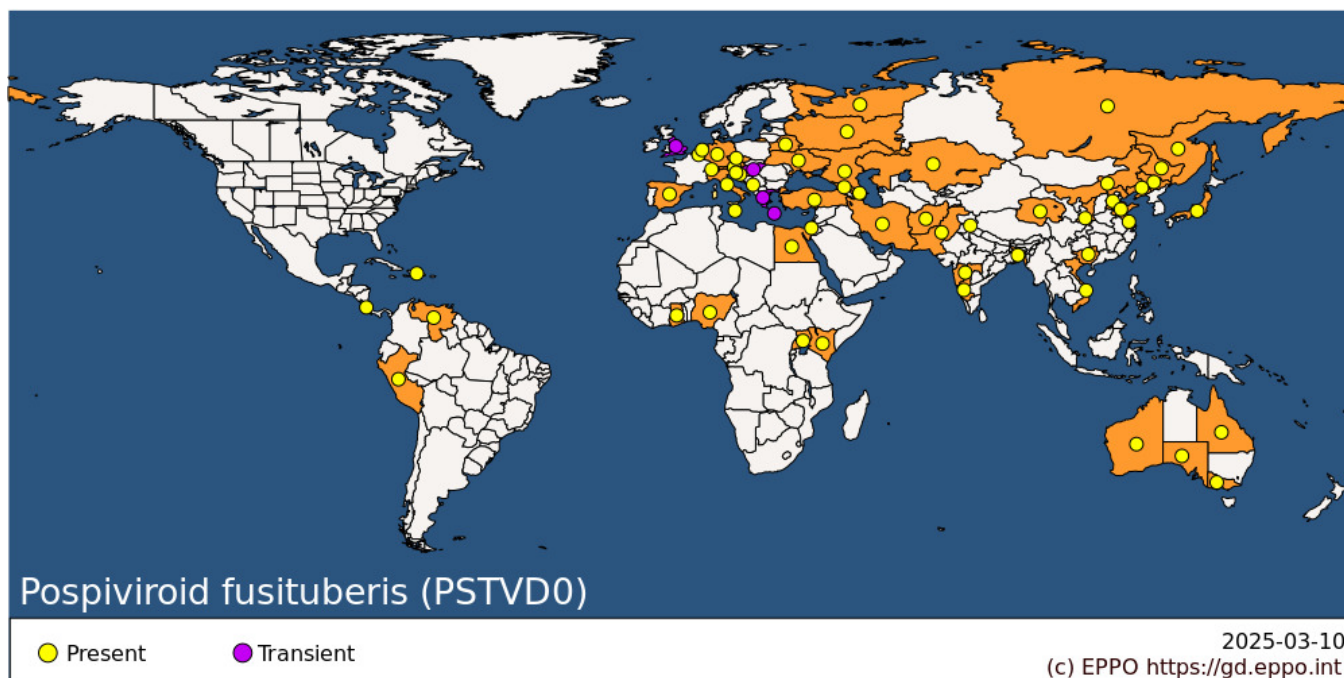 Pospiviroid fusituberis (PSTVD0)
Present
Transient
2025-03-10
(c) EPPO https://gd.eppo.int